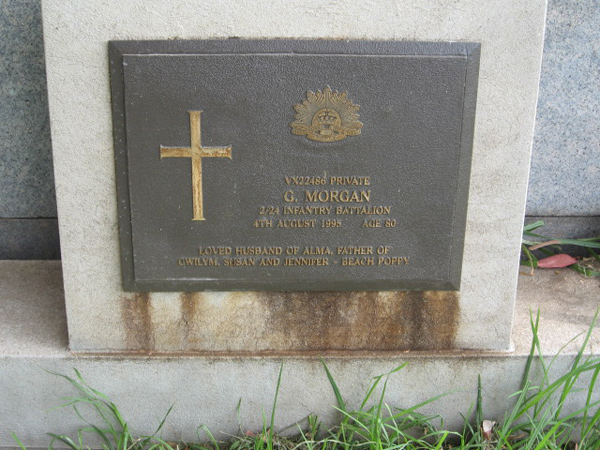 VX22486 PRIVATE
G. MORGAN
2/24 INFANTRY BATTALION
4TH AUGUST 1995 AGE 80
LOVED HUSBAND OF ALMA, FATHER OF
GWILYM, SUSAN AND JENNIFER - BEACH POPPY